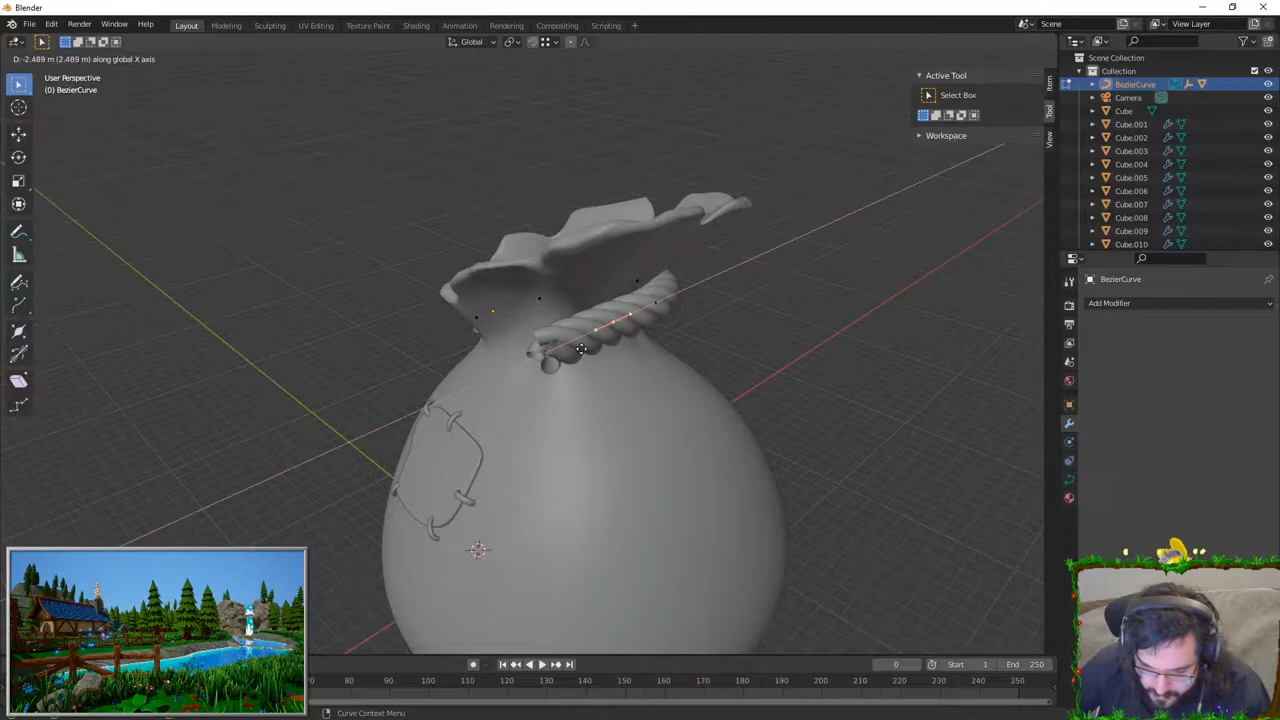 Blender
File Edit Render Window Help
Layout Modeling Sculpting UV Editing Texture Paint Shading Animation Rendering Compositing Scripting +
Scene
View Layer
Global
D: -2.489 m (2.489 m) along global X axis
User Perspective
(0) BezierCurve
Active Tool
Select Box
Workspace
Item
Tool
View
Scene Collection
Collection
BezierCurve
Camera
Cube
Cube.001
Cube.002
Cube.003
Cube.004
Cube.005
Cube.006
Cube.007
Cube.008
Cube.009
Cube.010
BezierCurve
Add Modifier
0
Start 1
End 250
70 80 90 100 110 120 130 140 150 160 170 180 190 200 210 220 230 240 250
Curve Context Menu